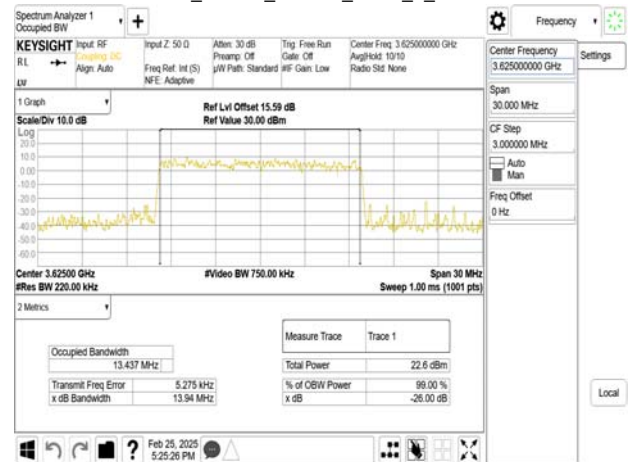 Spectrum Analyzer 1
Occupied BW
Frequency
KEYSIGHT
RL
Input: RF
Coupling: DC
Align: Auto
Input Z: 50 Ω
Freq Ref: Int (S)
NFE: Adaptive
Atten: 30 dB
Preamp: Off
µW Path: Standard
Trig: Free Run
Gate: Off
#IF Gain: Low
Center Freq: 3.625000000 GHz
Avg|Hold: 10/10
Radio Std: None
Center Frequency
3.625000000 GHz
Settings
Span
30.000 MHz
CF Step
3.000000 MHz
Auto
Man
Freq Offset
0 Hz
Local
1 Graph
Scale/Div 10.0 dB
Ref Lvl Offset 15.59 dB
Ref Value 30.00 dBm
Log
20.0
10.0
0.00
-10.0
-20.0
-30.0
-40.0
-50.0
-60.0
Center 3.62500 GHz
#Res BW 220.00 kHz
#Video BW 750.00 kHz
Span 30 MHz
Sweep 1.00 ms (1001 pts)
2 Metrics
Measure Trace Trace 1
Occupied Bandwidth
13.437 MHz
Total Power 22.6 dBm
Transmit Freq Error 5.275 kHz
% of OBW Power 99.00 %
x dB Bandwidth 13.94 MHz
x dB -26.00 dB
Feb 25, 2025
5:25:26 PM